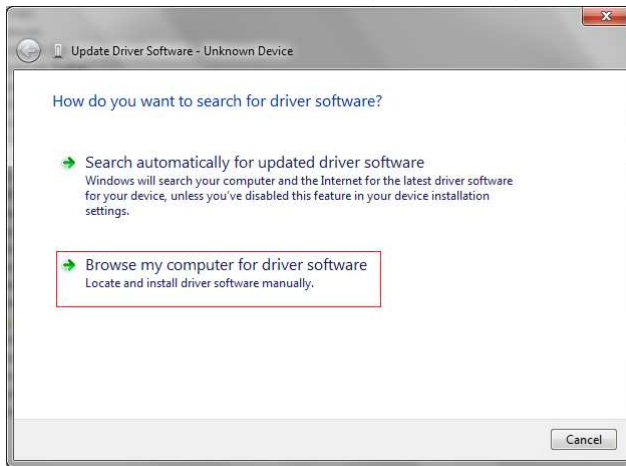 Update Driver Software - Unknown Device
How do you want to search for driver software?
Search automatically for updated driver software
Windows will search your computer and the Internet for the latest driver software
for your device, unless you've disabled this feature in your device installation
settings.
Browse my computer for driver software
Locate and install driver software manually.
Cancel